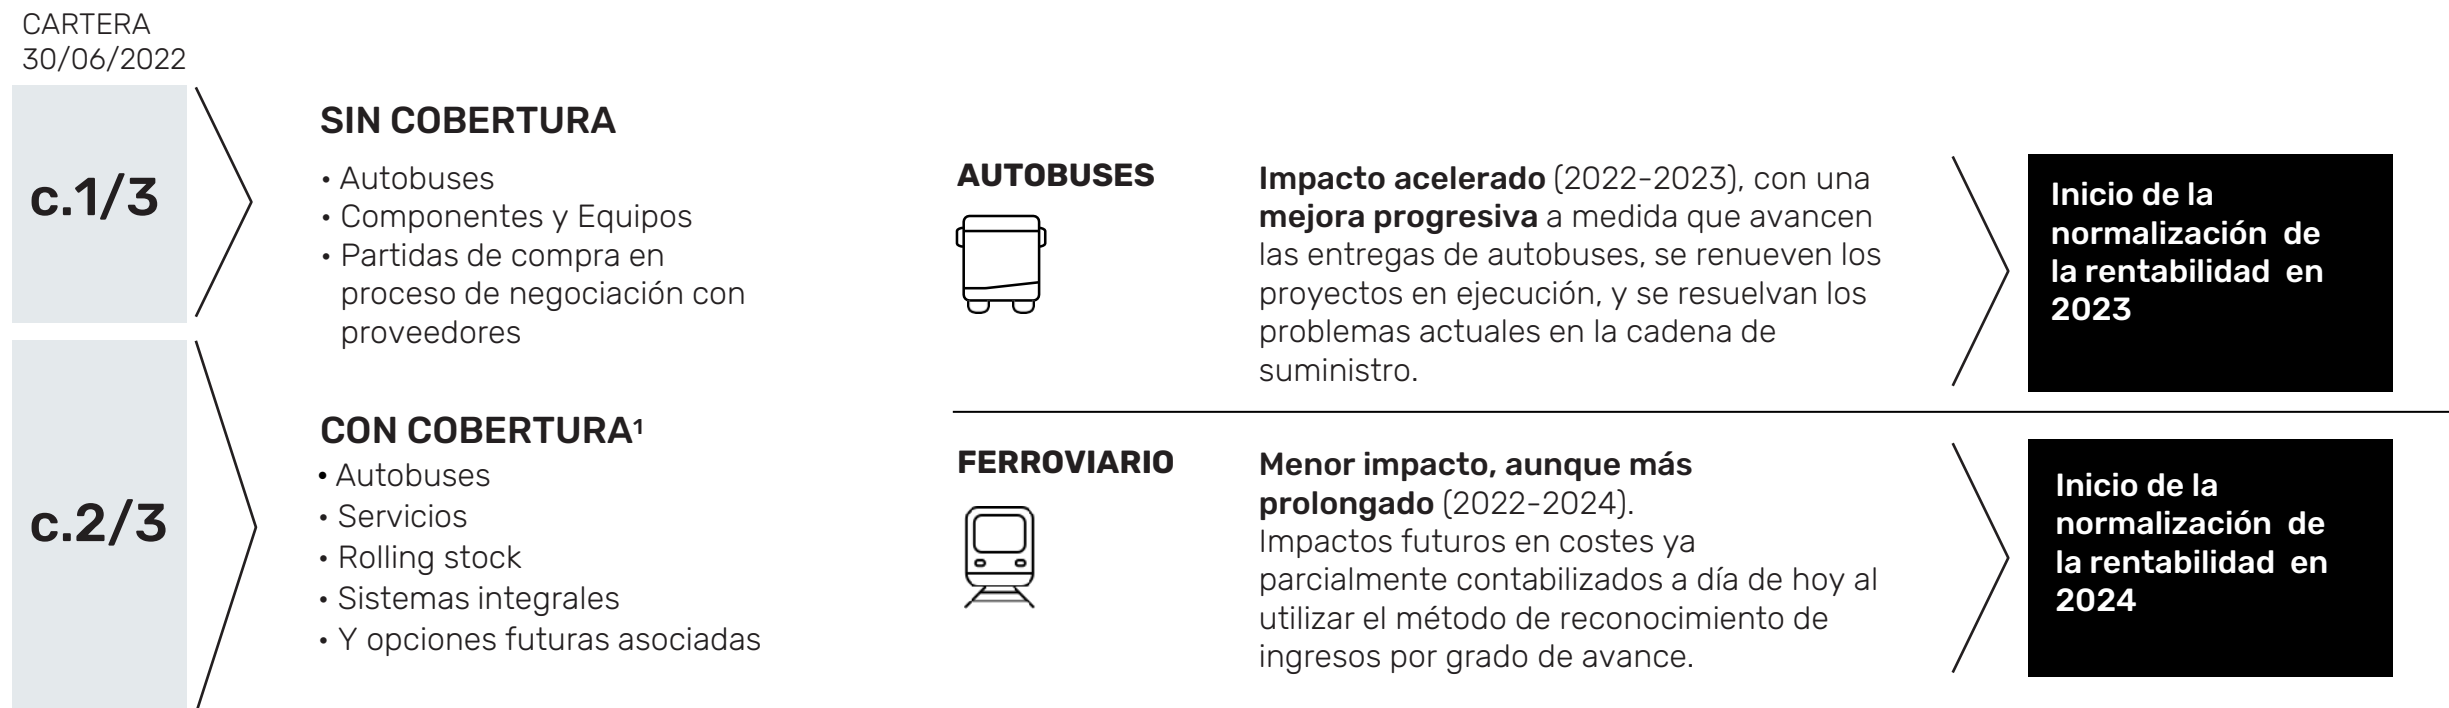 CARTERA
30/06/2022
c.1/3
SIN COBERTURA
• Autobuses
• Componentes y Equipos
• Partidas de compra en
proceso de negociación con
proveedores
c.2/3
CON COBERTURA¹
• Autobuses
• Servicios
• Rolling stock
• Sistemas integrales
• Y opciones futuras asociadas
AUTOBUSES
Impacto acelerado (2022-2023), con una
mejora progresiva a medida que avancen
las entregas de autobuses, se renueven los
proyectos en ejecución, y se resuelvan los
problemas actuales en la cadena de
suministro.
Inicio de la
normalización de
la rentabilidad en
2023
FERROVIARIO
Menor impacto, aunque más
prolongado (2022-2024).
Impactos futuros en costes ya
parcialmente contabilizados a día de hoy al
utilizar el método de reconocimiento de
ingresos por grado de avance.
Inicio de la
normalización de
la rentabilidad en
2024